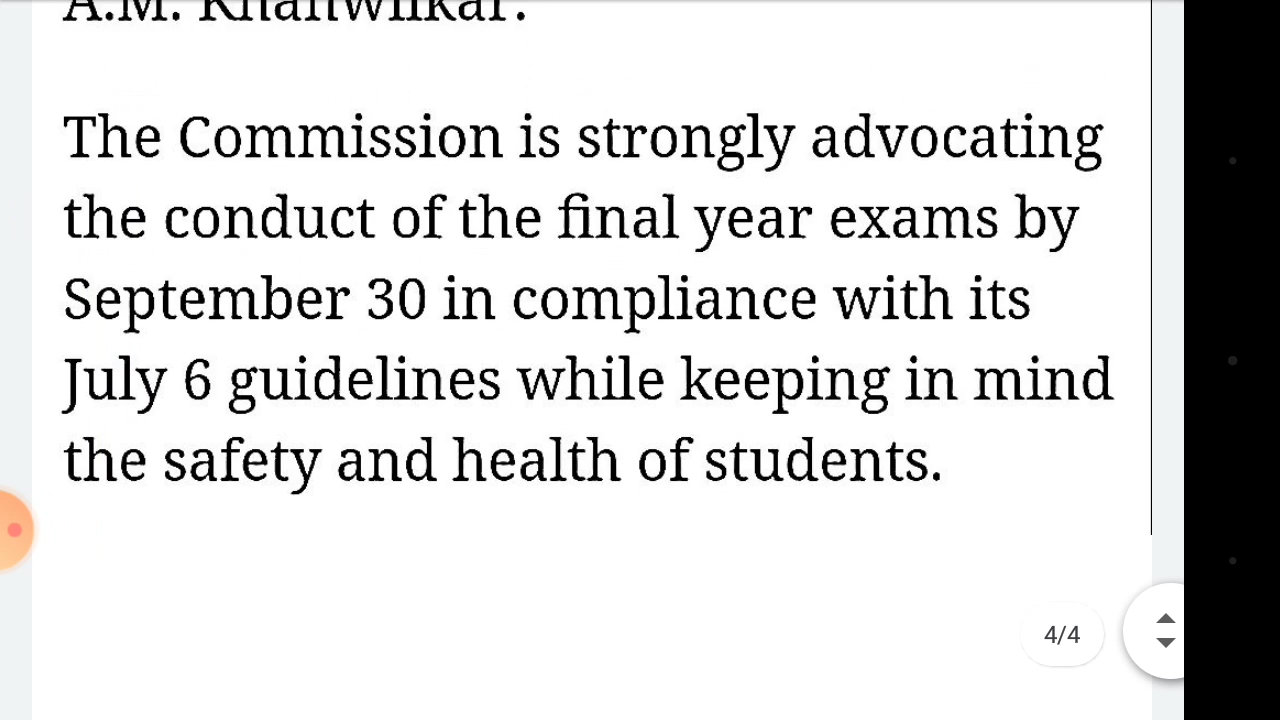 A.M. Khanwilkar.
The Commission is strongly advocating
the conduct of the final year exams by
September 30 in compliance with its
July 6 guidelines while keeping in mind
the safety and health of students.
4/4